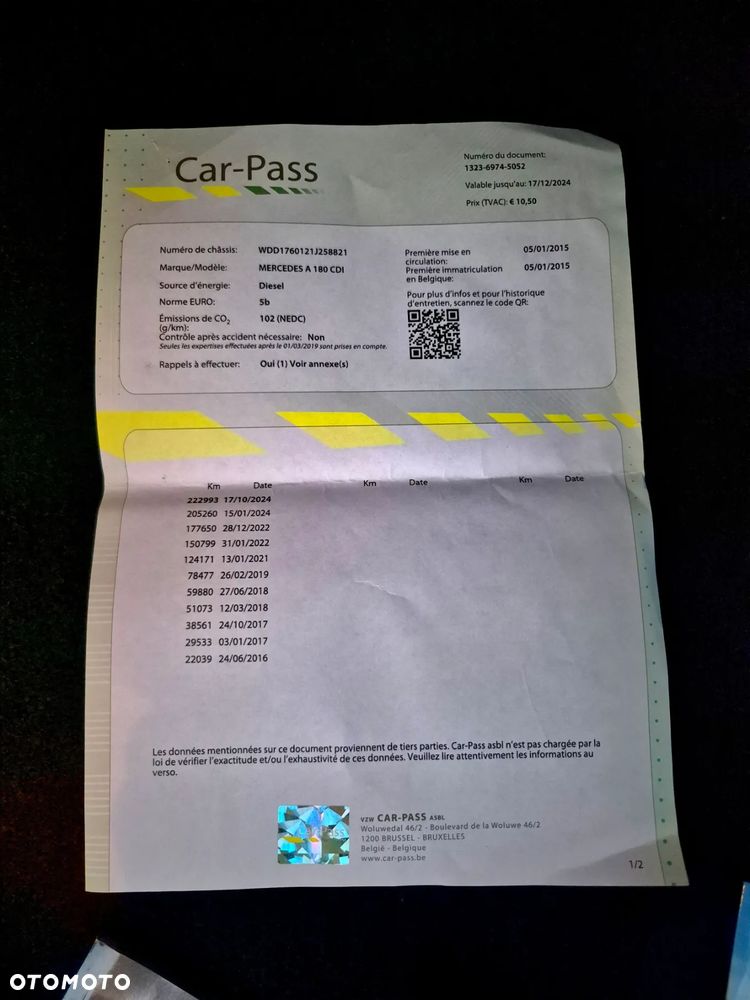 Car-Pass
Numéro du document:
1323-6974-5052
Valable jusqu'au: 17/12/2024
Prix (TVAC): € 10,50
Numéro de châssis: WDD1760121J258821
Marque/Modèle: MERCEDES A 180 CDI
Source d'énergie: Diesel
Norme EURO: 5b
Émissions de CO2 102 (NEDC)
(g/km):
Contrôle après accident nécessaire: Non
Seules les expertises effectuées après le 01/03/2019 sont prises en compte.
Rappels à effectuer: Oui (1) Voir annexe(s)
Première mise en 05/01/2015
circulation:
Première immatriculation 05/01/2015
en Belgique:
Pour plus d'infos et pour l'historique
d'entretien, scannez le code QR:
Km Date Km Date Km Date
222993 17/10/2024
205260 15/01/2024
177650 28/12/2022
150799 31/01/2022
124171 13/01/2021
78477 26/02/2019
59880 27/06/2018
51073 12/03/2018
38561 24/10/2017
29533 03/01/2017
22039 24/06/2016
Les données mentionnées sur ce document proviennent de tiers parties. Car-Pass asbl n'est pas chargée par la
loi de vérifier l'exactitude et/ou l'exhaustivité de ces données. Veuillez lire attentivement les informations au
verso.
Car-Pass
VZW CAR-PASS ASBL
Woluwedal 46/2 - Boulevard de la Woluwe 46/2
1200 BRUSSEL - BRUXELLES
België - Belgique
www.car-pass.be
1/2
OTOMOTO